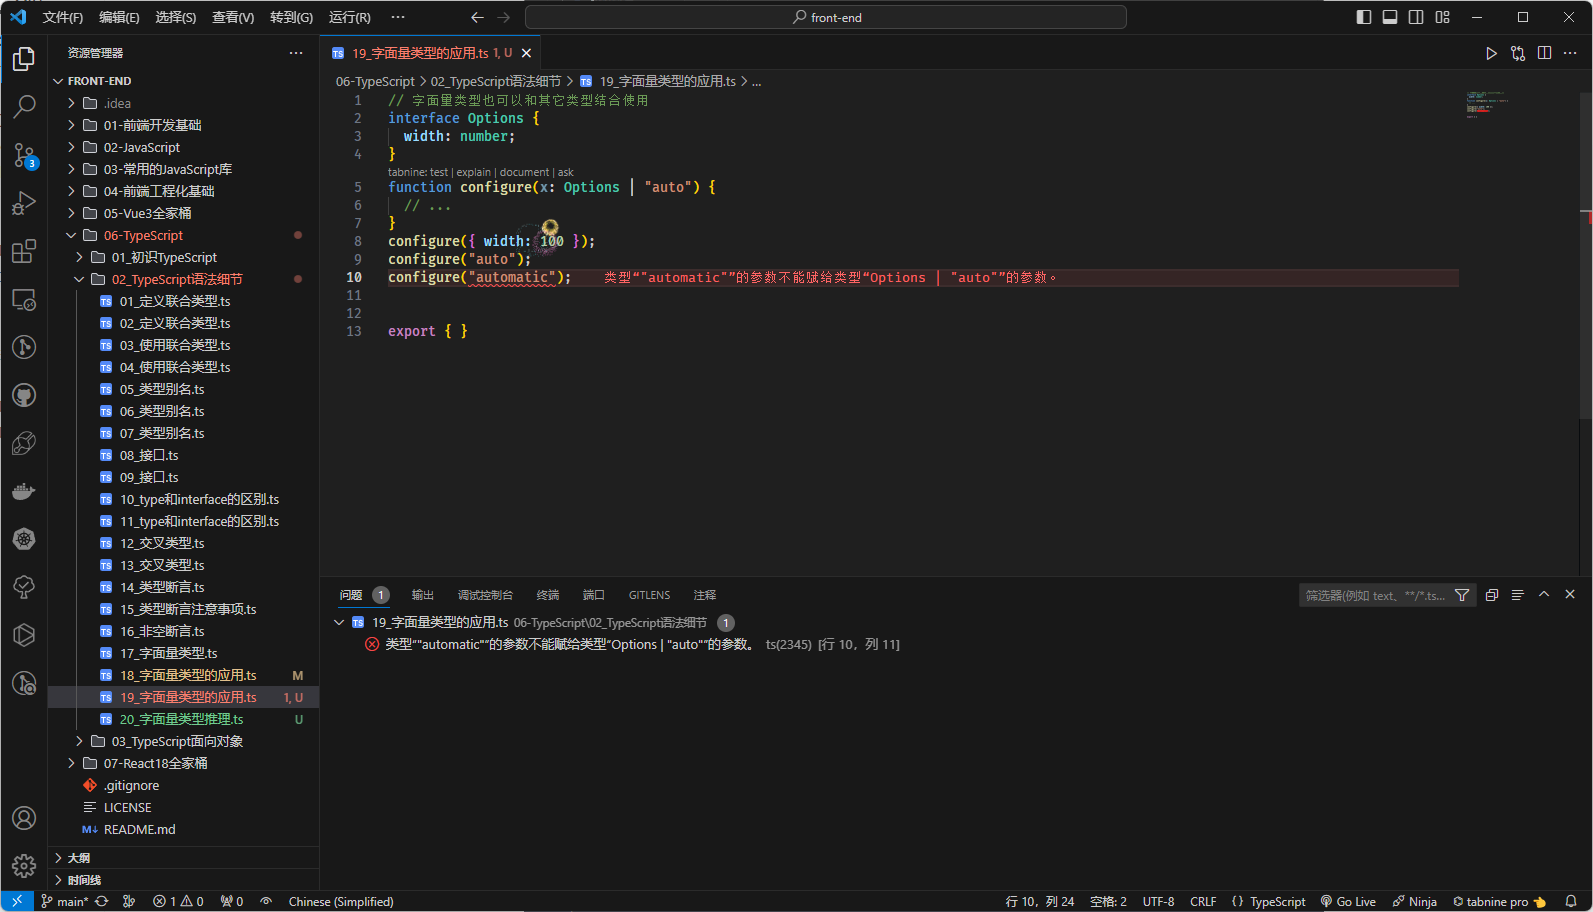 文件(F) 编辑(E) 选择(S) 查看(V) 转到(G) 运行(R) ··· front-end
资源管理器
FRONT-END
.idea
01-前端开发基础
02-JavaScript
03-常用的JavaScript库
04-前端工程化基础
05-Vue3全家桶
06-TypeScript
01_初识TypeScript
02_TypeScript语法细节
TS 01_定义联合类型.ts
TS 02_定义联合类型.ts
TS 03_使用联合类型.ts
TS 04_使用联合类型.ts
TS 05_类型别名.ts
TS 06_类型别名.ts
TS 07_类型别名.ts
TS 08_接口.ts
TS 09_接口.ts
TS 10_type和interface的区别.ts
TS 11_type和interface的区别.ts
TS 12_交叉类型.ts
TS 13_交叉类型.ts
TS 14_类型断言.ts
TS 15_类型断言注意事项.ts
TS 16_非空断言.ts
TS 17_字面量类型.ts
TS 18_字面量类型的应用.ts M
TS 19_字面量类型的应用.ts 1, U
TS 20_字面量类型推理.ts U
03_TypeScript面向对象
07-React18全家桶
.gitignore
LICENSE
M↓ README.md
大纲
时间线
3
TS 19_字面量类型的应用.ts 1, U
06-TypeScript > 02_TypeScript语法细节 > TS 19_字面量类型的应用.ts > ...
1 // 字面量类型也可以和其它类型结合使用
2 interface Options {
3 width: number;
4 }
tabnine: test | explain | document | ask
5 function configure(x: Options | "auto") {
6 // ...
7 }
8 configure({ width: 100 });
9 configure("auto");
10 configure("automatic"); 类型“"automatic"”的参数不能赋给类型“Options | "auto"”的参数。
11
12
13 export { }
问题 1 输出 调试控制台 终端 端口 GITLENS 注释 筛选器(例如 text、**/*.ts...
TS 19_字面量类型的应用.ts 06-TypeScript\02_TypeScript语法细节 1
类型“"automatic"”的参数不能赋给类型“Options | "auto"”的参数。 ts(2345) [行 10，列 11]
main* 1 0 0 Chinese (Simplified) 行 10，列 24 空格: 2 UTF-8 CRLF { } TypeScript Go Live Ninja tabnine pro